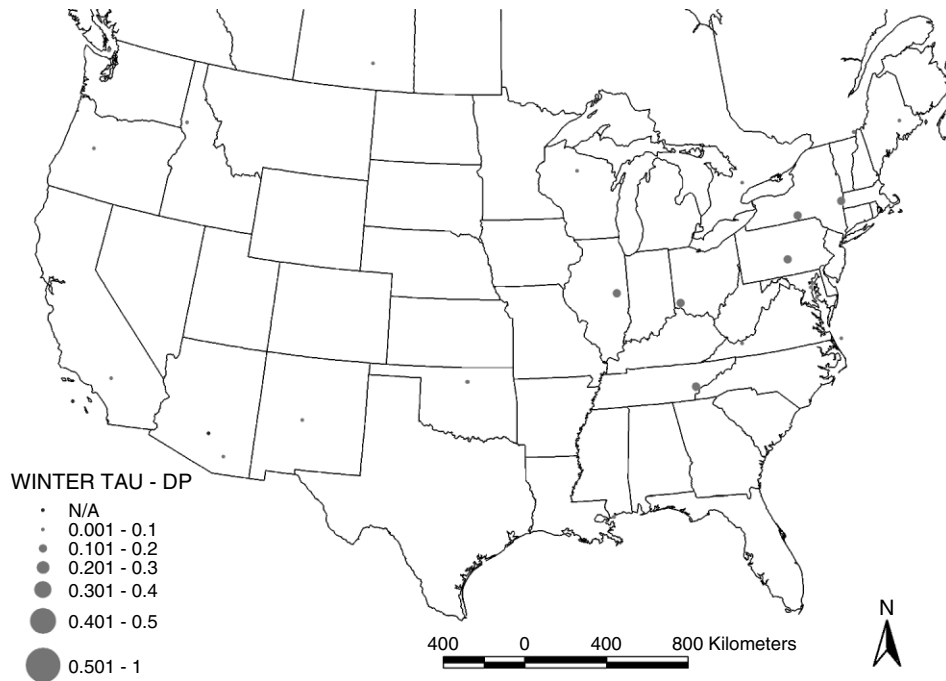 WINTER TAU - DP
N/A
0.001 - 0.1
0.101 - 0.2
0.201 - 0.3
0.301 - 0.4
0.401 - 0.5
0.501 - 1
N
400 0 400 800 Kilometers